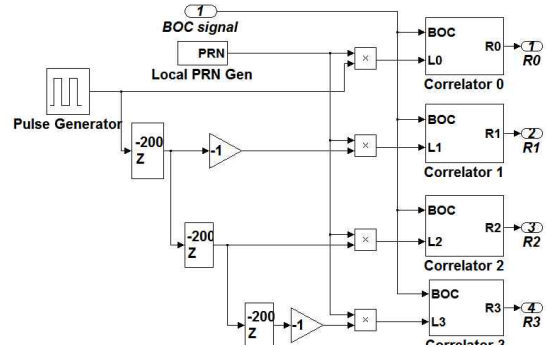 1
BOC signal
PRN
Local PRN Gen
Pulse Generator
BOC
L0
R0
Correlator 0
1
R0
-200
Z
-1
BOC
L1
R1
Correlator 1
2
R1
-200
Z
BOC
L2
R2
Correlator 2
3
R2
-200
Z
-1
BOC
L3
R3
Correlator 3
4
R3